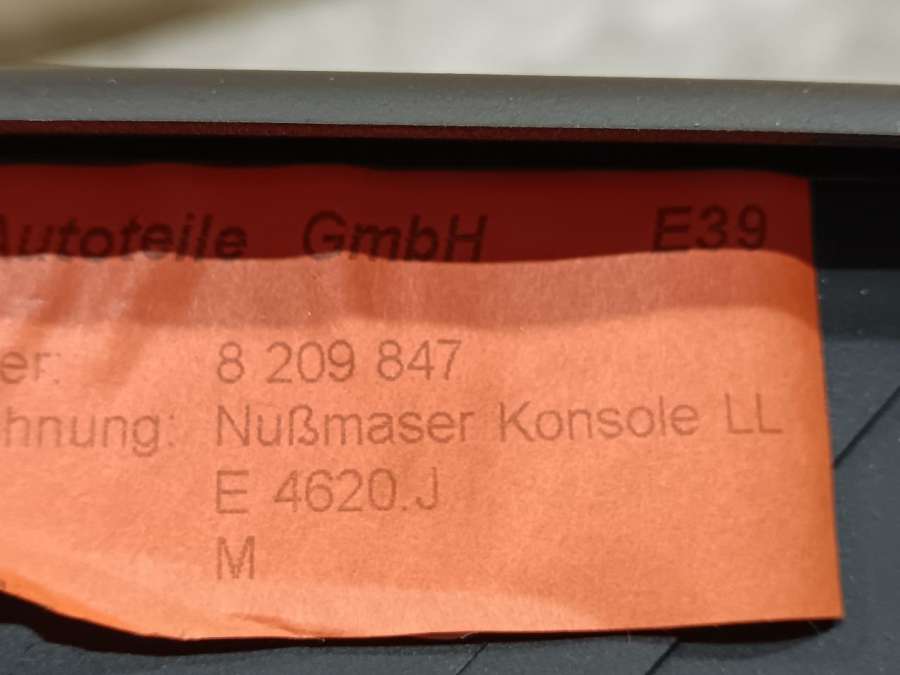 Autoteile GmbH E39
er: 8 209 847
hnung: Nußmaser Konsole LL
E 4620.J
M